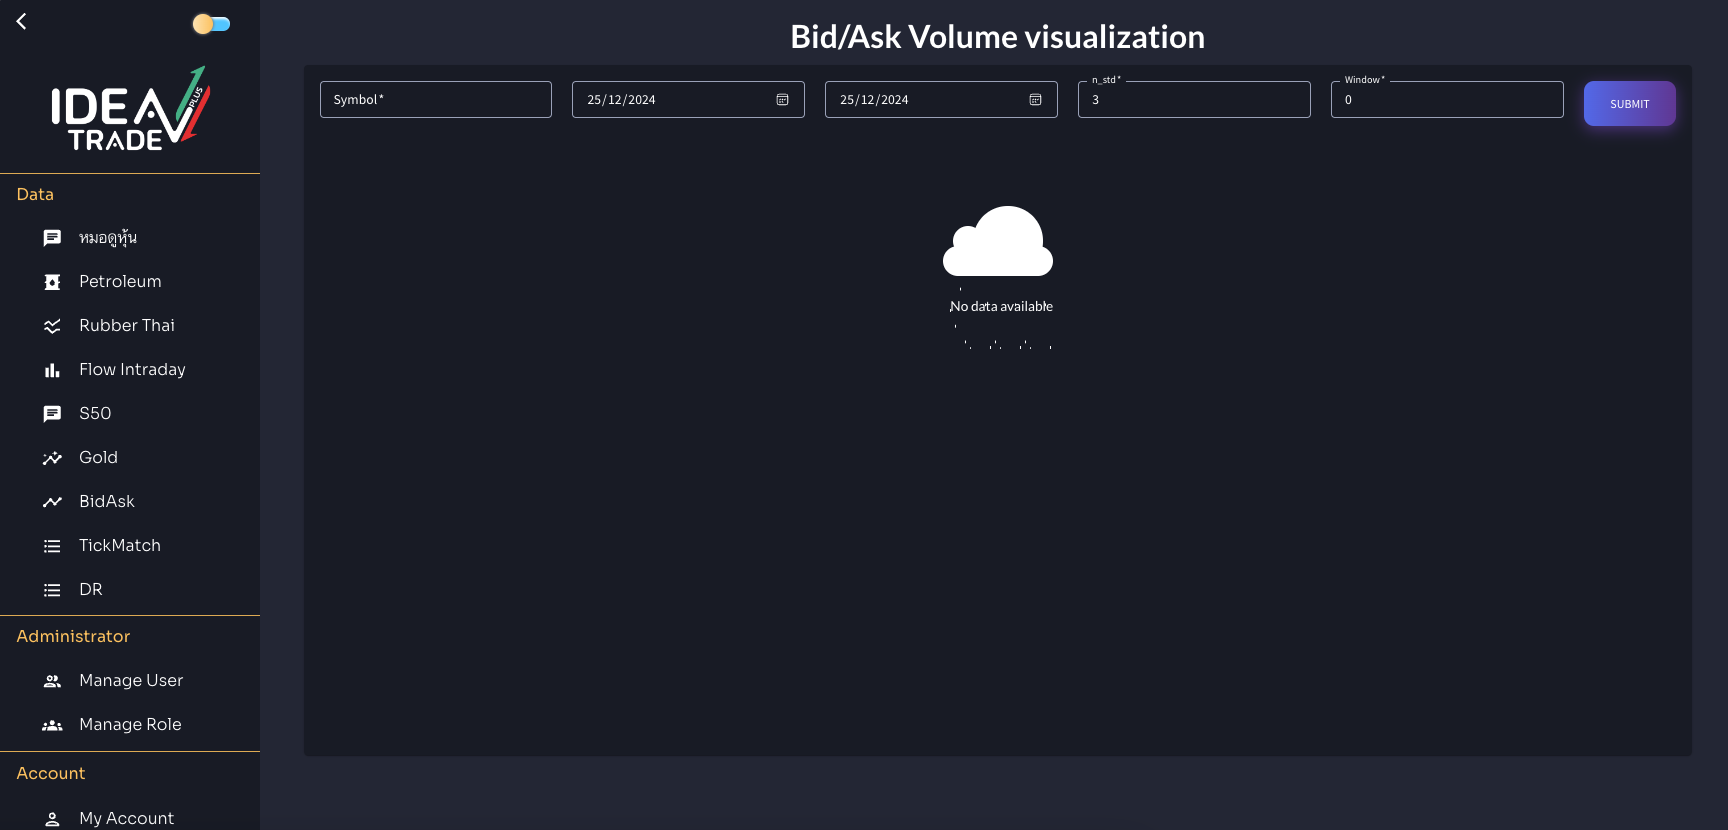 IDEA
TRADE
PLUS
Data
หมอดูหุ้น
Petroleum
Rubber Thai
Flow Intraday
S50
Gold
BidAsk
TickMatch
DR
Administrator
Manage User
Manage Role
Account
My Account
Bid/Ask Volume visualization
Symbol*
25/12/2024
25/12/2024
n_std*
3
Window*
0
SUBMIT
No data available